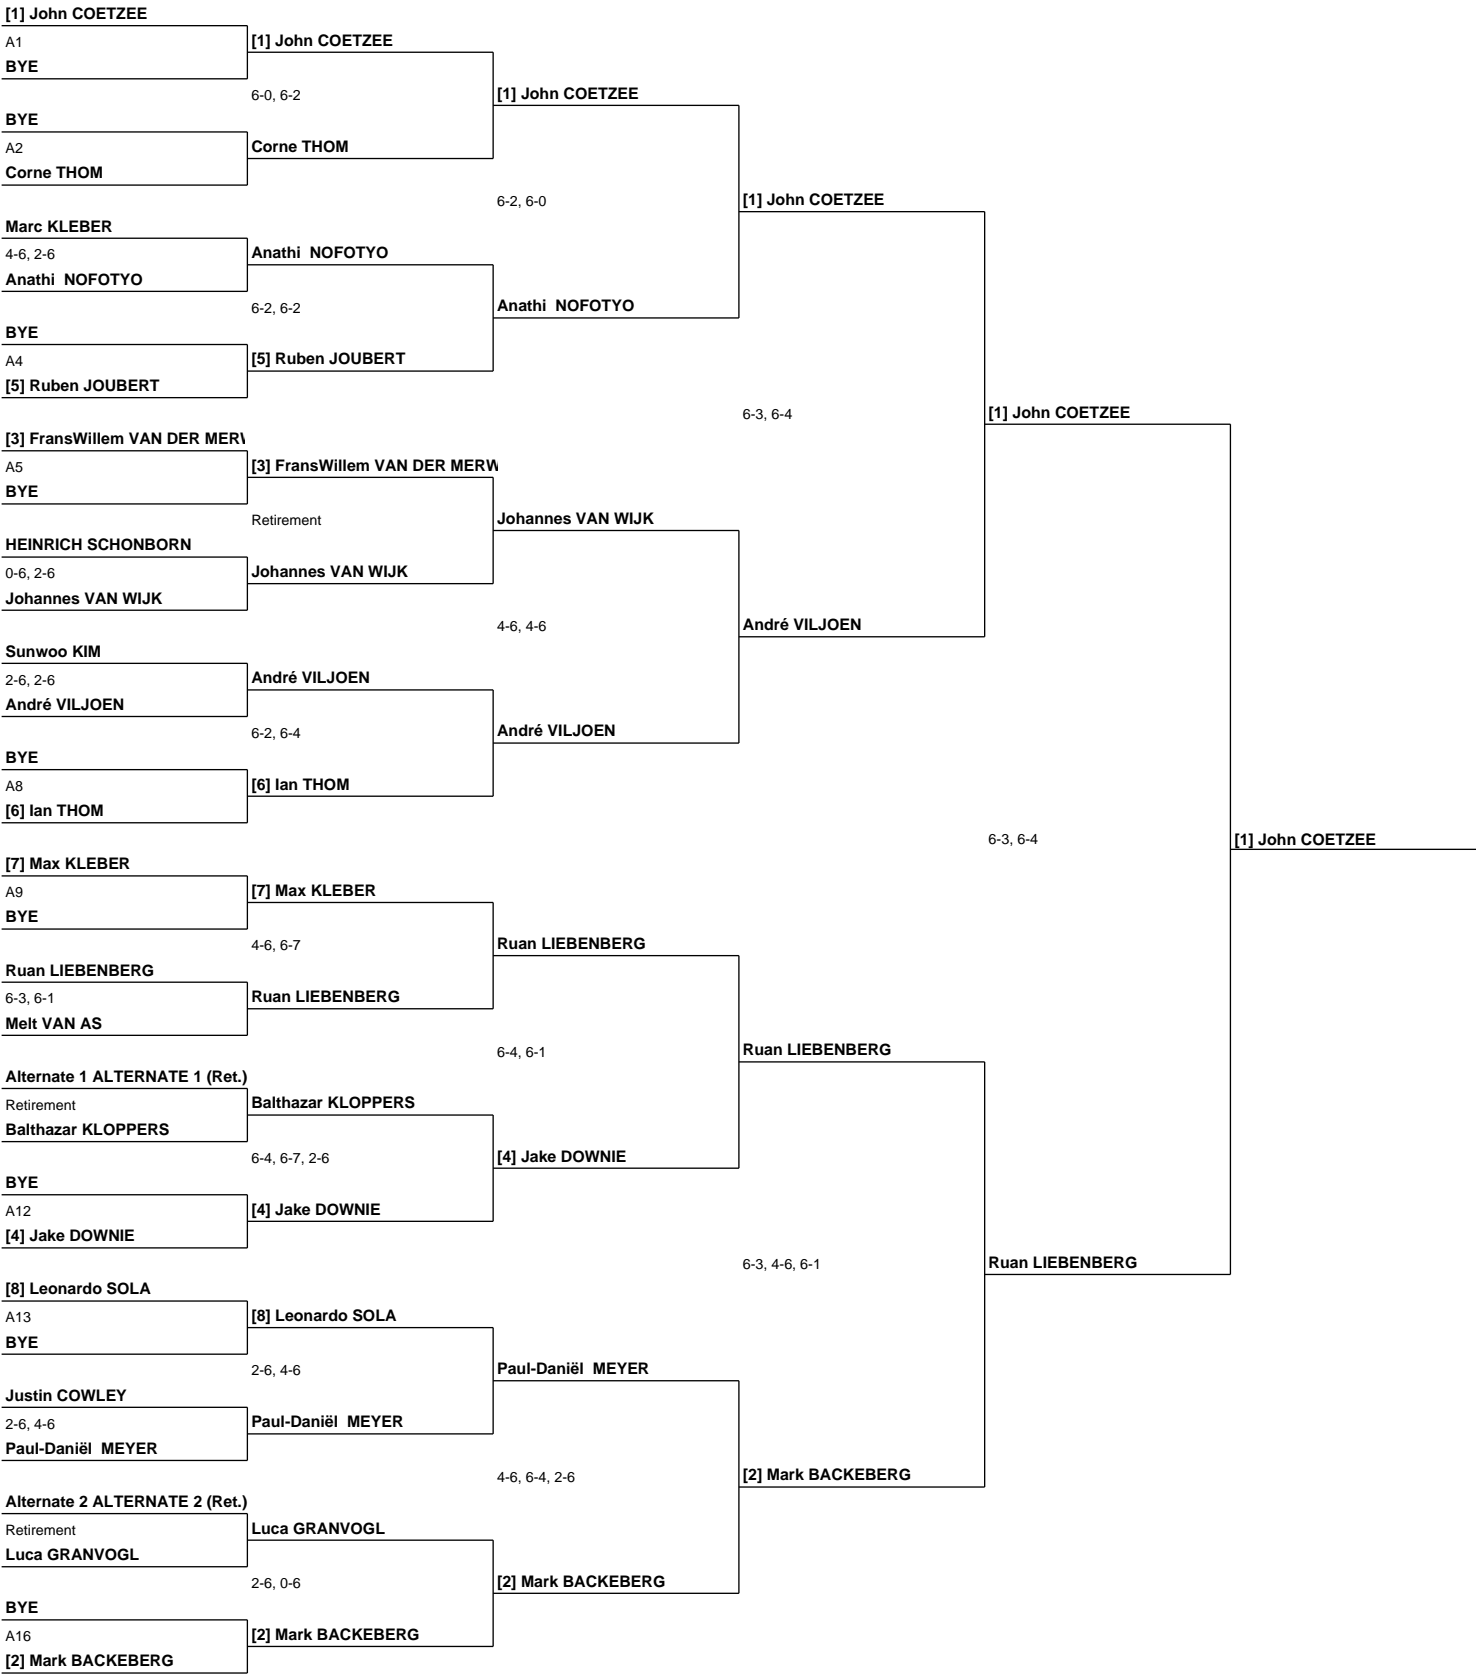 [1] John COETZEE
A1
BYE
BYE
A2
Corne THOM
Marc KLEBER
4-6, 2-6
Anathi  NOFOTYO
BYE
A4
[5] Ruben JOUBERT
[3] FransWillem VAN DER MERW
A5
BYE
HEINRICH SCHONBORN
0-6, 2-6
Johannes VAN WIJK
Sunwoo KIM
2-6, 2-6
André VILJOEN
BYE
A8
[6] Ian THOM
[7] Max KLEBER
A9
BYE
Ruan LIEBENBERG
6-3, 6-1
Melt VAN AS
Alternate 1 ALTERNATE 1 (Ret.)
Retirement
Balthazar KLOPPERS
BYE
A12
[4] Jake DOWNIE
[8] Leonardo SOLA
A13
BYE
Justin COWLEY
2-6, 4-6
Paul-Daniël  MEYER
Alternate 2 ALTERNATE 2 (Ret.)
Retirement
Luca GRANVOGL
BYE
A16
[2] Mark BACKEBERG
[1] John COETZEE
6-0, 6-2
Corne THOM
Anathi  NOFOTYO
6-2, 6-2
[5] Ruben JOUBERT
[3] FransWillem VAN DER MERW
Retirement
Johannes VAN WIJK
André VILJOEN
6-2, 6-4
[6] Ian THOM
[7] Max KLEBER
4-6, 6-7
Ruan LIEBENBERG
Balthazar KLOPPERS
6-4, 6-7, 2-6
[4] Jake DOWNIE
[8] Leonardo SOLA
2-6, 4-6
Paul-Daniël  MEYER
Luca GRANVOGL
2-6, 0-6
[2] Mark BACKEBERG
[1] John COETZEE
6-2, 6-0
Anathi  NOFOTYO
Johannes VAN WIJK
4-6, 4-6
André VILJOEN
Ruan LIEBENBERG
6-4, 6-1
[4] Jake DOWNIE
Paul-Daniël  MEYER
4-6, 6-4, 2-6
[2] Mark BACKEBERG
[1] John COETZEE
6-3, 6-4
André VILJOEN
Ruan LIEBENBERG
6-3, 4-6, 6-1
[2] Mark BACKEBERG
[1] John COETZEE
6-3, 6-4
Ruan LIEBENBERG
[1] John COETZEE